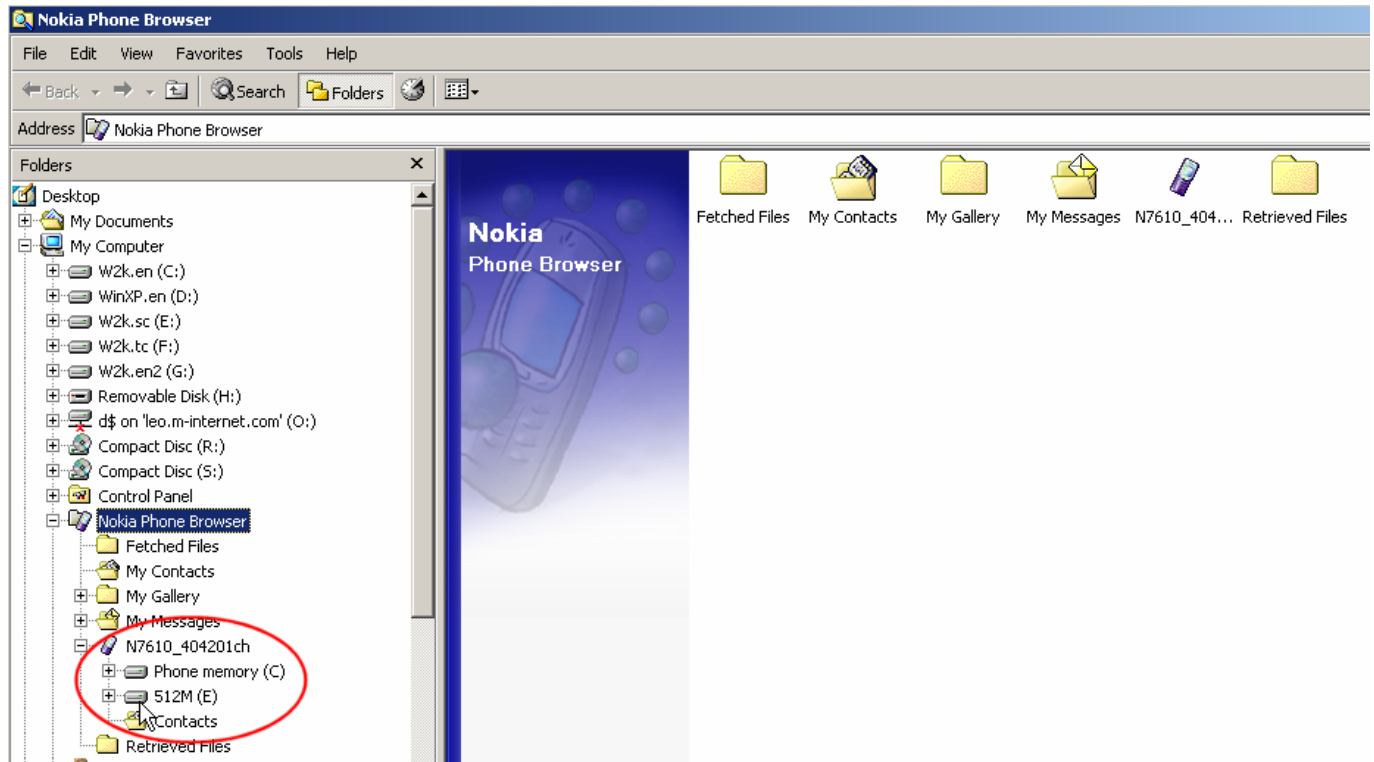 Nokia Phone Browser
File Edit View Favorites Tools Help
Back Search Folders
Address Nokia Phone Browser
Folders
Desktop
My Documents
My Computer
W2k.en (C:)
WinXP.en (D:)
W2k.sc (E:)
W2k.tc (F:)
W2k.en2 (G:)
Removable Disk (H:)
d$ on 'leo.m-internet.com' (O:)
Compact Disc (R:)
Compact Disc (S:)
Control Panel
Nokia Phone Browser
Fetched Files
My Contacts
My Gallery
My Messages
N7610_404201ch
Phone memory (C)
512M (E)
Contacts
Retrieved Files
Nokia
Phone Browser
Fetched Files My Contacts My Gallery My Messages N7610_404... Retrieved Files